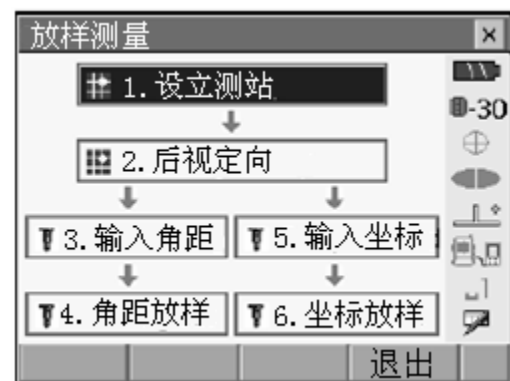 放样测量
1.设立测站
-30
2.后视定向
3.输入角距 5.输入坐标
4.角距放样 6.坐标放样
退出